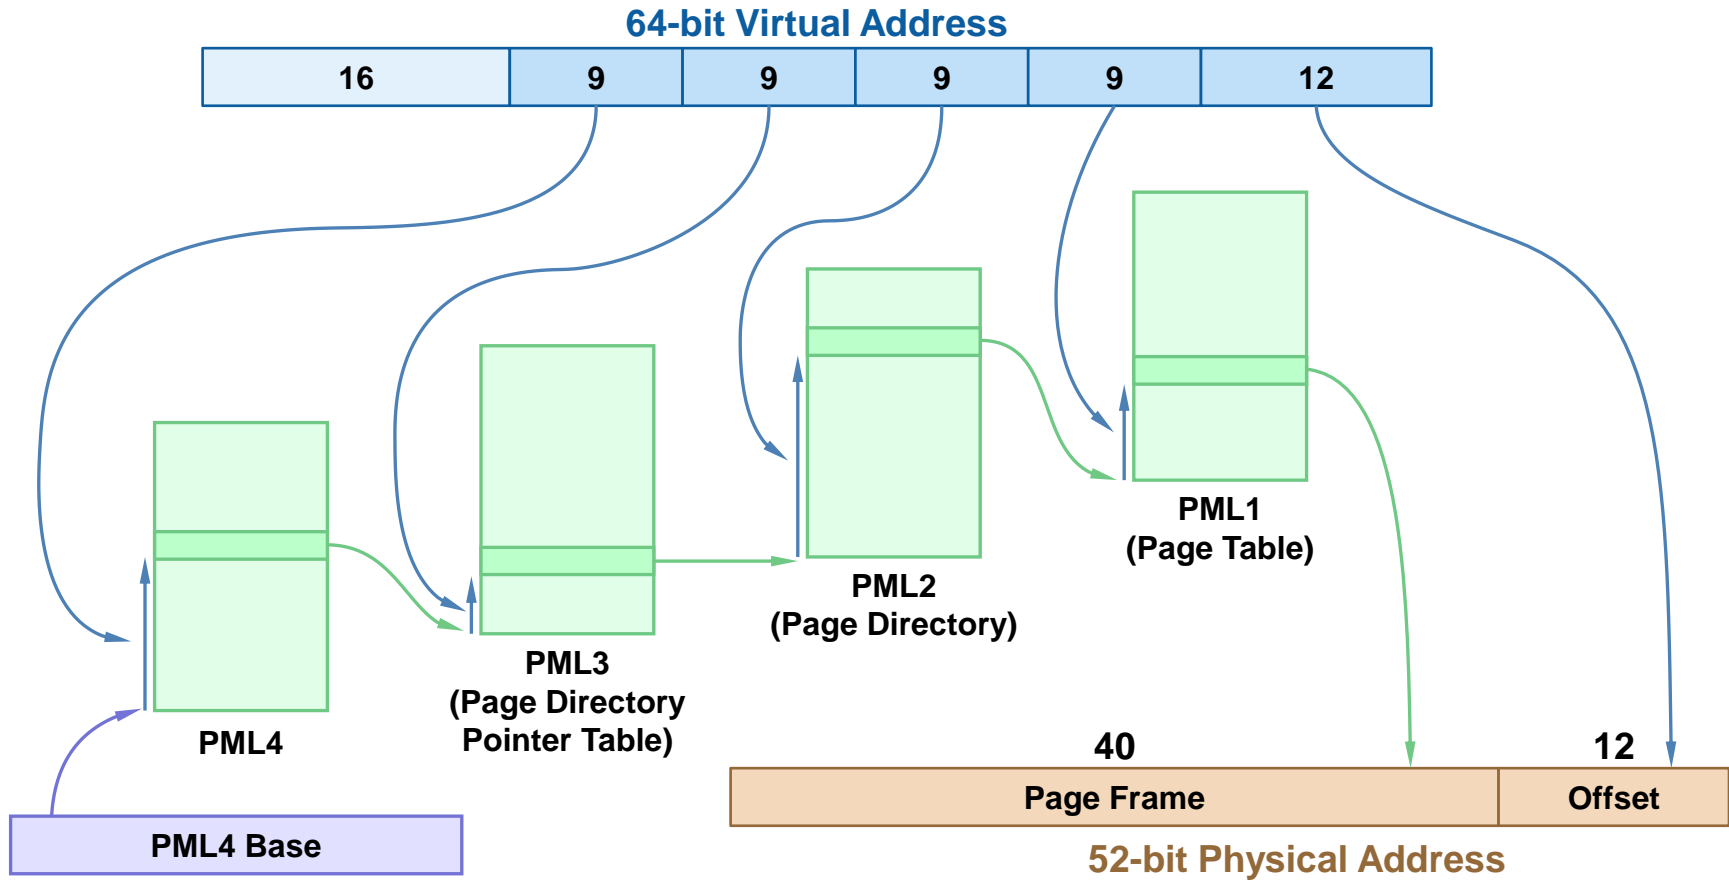 64-bit Virtual Address
16 9 9 9 9 12
PML1
(Page Table)
PML2
(Page Directory)
PML3
(Page Directory
Pointer Table)
PML4
40 12
Page Frame Offset
PML4 Base
52-bit Physical Address